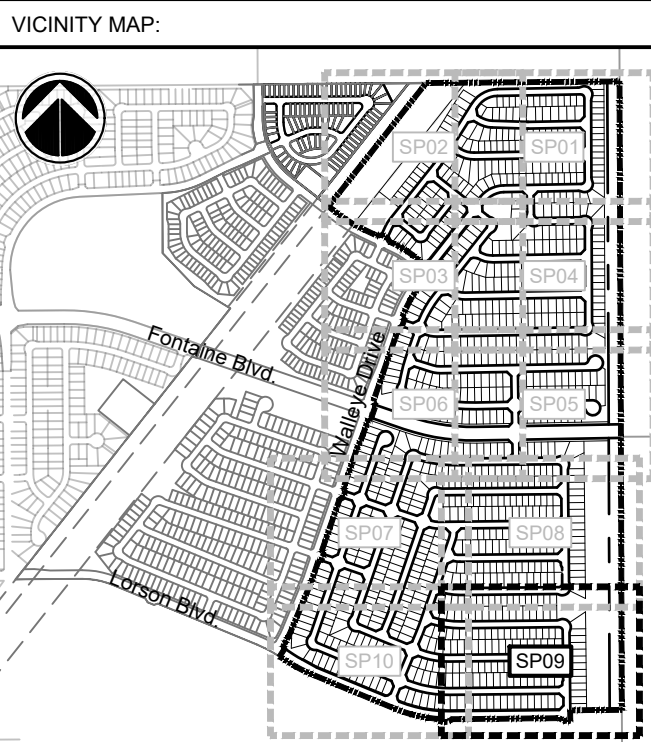 VICINITY MAP:
SP02
SP01
SP03
SP04
Fontaine Blvd.
Walleye Drive
SP06
SP05
SP07
SP08
Lorson Blvd.
SP10
SP09